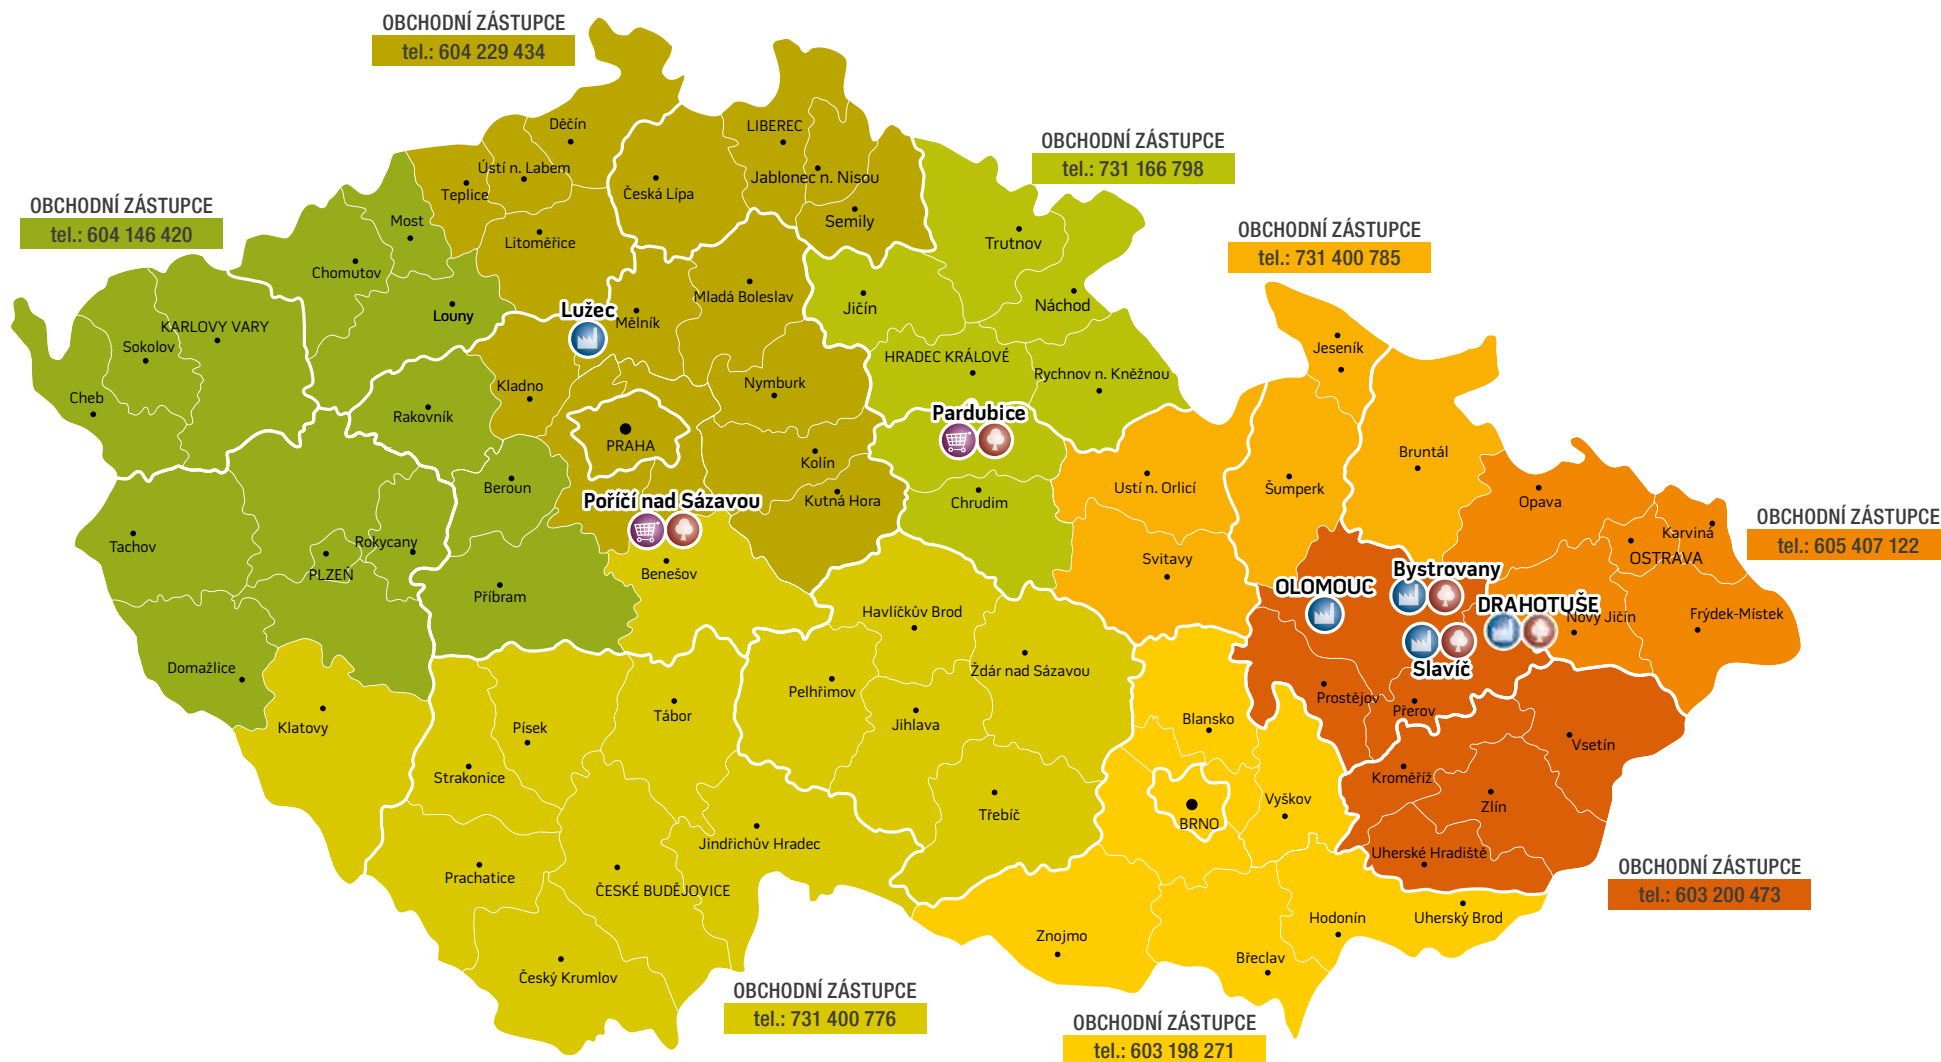 OBCHODNÍ ZÁSTUPCE
tel.: 604 229 434
OBCHODNÍ ZÁSTUPCE
tel.: 731 166 798
OBCHODNÍ ZÁSTUPCE
tel.: 604 146 420
OBCHODNÍ ZÁSTUPCE
tel.: 731 400 785
OBCHODNÍ ZÁSTUPCE
tel.: 605 407 122
OBCHODNÍ ZÁSTUPCE
tel.: 603 200 473
OBCHODNÍ ZÁSTUPCE
tel.: 731 400 776
OBCHODNÍ ZÁSTUPCE
tel.: 603 198 271
Děčín
LIBEREC
Ústí n. Labem
Teplice
Česká Lípa
Jablonec n. Nisou
Semily
Most
Litoměřice
Trutnov
Chomutov
Mladá Boleslav
Jičín
Náchod
Louny
Lužec
Mělník
KARLOVY VARY
Sokolov
Jeseník
HRADEC KRÁLOVÉ
Rychnov n. Kněžnou
Kladno
Nymburk
Cheb
Rakovník
Pardubice
PRAHA
Bruntál
Kolín
Beroun
Ustí n. Orlicí
Šumperk
Poříčí nad Sázavou
Kutná Hora
Chrudim
Opava
Karviná
Tachov
Rokycany
OSTRAVA
PLZEŇ
Benešov
Svitavy
Bystrovany
OLOMOUC
Příbram
Havlíčkův Brod
DRAHOTUŠE
Nový Jičín
Frýdek-Místek
Domažlice
Slavíč
Ždár nad Sázavou
Pelhřimov
Prostějov
Přerov
Klatovy
Písek
Tábor
Jihlava
Blansko
Vsetín
Strakonice
Kroměříž
Vyškov
Zlín
Třebíč
BRNO
Jindřichův Hradec
Uherské Hradiště
Prachatice
ČESKÉ BUDĚJOVICE
Hodonín
Uherský Brod
Znojmo
Břeclav
Český Krumlov